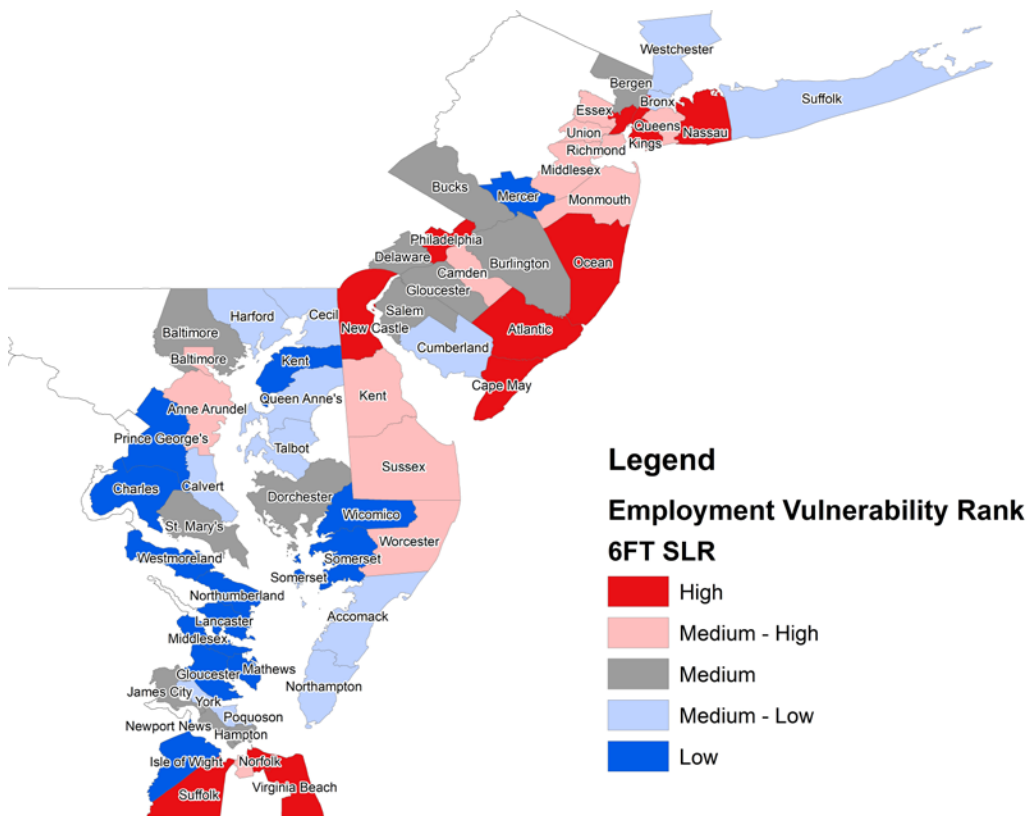 Westchester
Bergen
Suffolk
Bronx
Essex
Queens
Union
Nassau
Kings
Richmond
Middlesex
Bucks
Mercer
Monmouth
Philadelphia
Delaware
Burlington
Ocean
Camden
Gloucester
Salem
Harford
Cecil
New Castle
Atlantic
Baltimore
Cumberland
Baltimore
Kent
Cape May
Queen Anne's
Kent
Anne Arundel
Prince George's
Talbot
Sussex
Charles
Calvert
Dorchester
Wicomico
St. Mary's
Worcester
Westmoreland
Somerset
Somerset
Northumberland
Accomack
Lancaster
Middlesex
Mathews
Gloucester
Northampton
James City
York
Poquoson
Newport News
Hampton
Isle of Wight
Norfolk
Suffolk
Virginia Beach
Legend
Employment Vulnerability Rank
6FT SLR
High
Medium - High
Medium
Medium - Low
Low